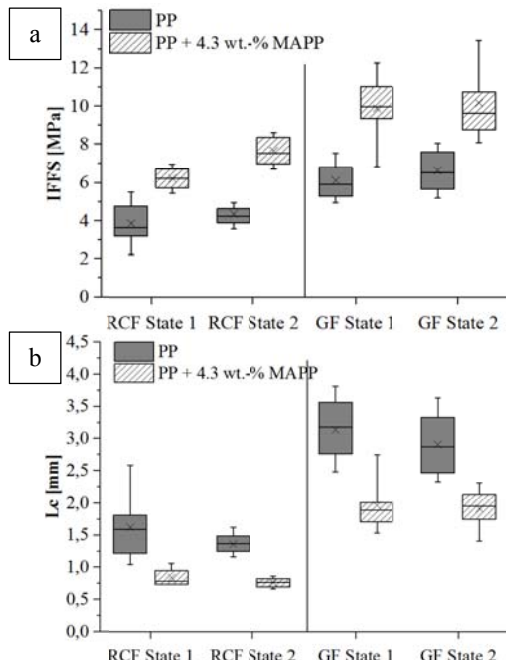 a
PP
PP + 4.3 wt.-% MAPP
IFFS [MPa]
14
12
10
8
6
4
2
0
RCF State 1 RCF State 2 GF State 1 GF State 2
b
PP
PP + 4.3 wt.-% MAPP
Lc [mm]
4,5
4,0
3,5
3,0
2,5
2,0
1,5
1,0
0,5
0,0
RCF State 1 RCF State 2 GF State 1 GF State 2